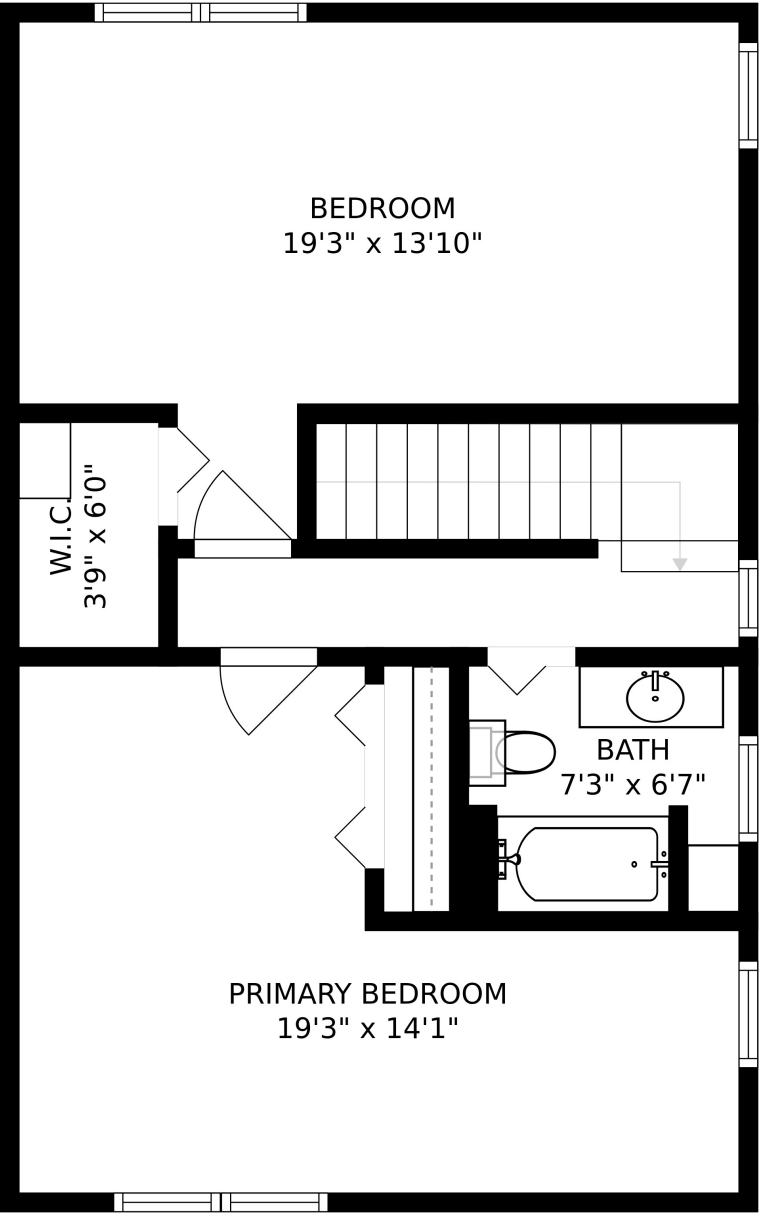 BEDROOM
19'3" x 13'10"
W.I.C.
3'9" x 6'0"
BATH
7'3" x 6'7"
PRIMARY BEDROOM
19'3" x 14'1"